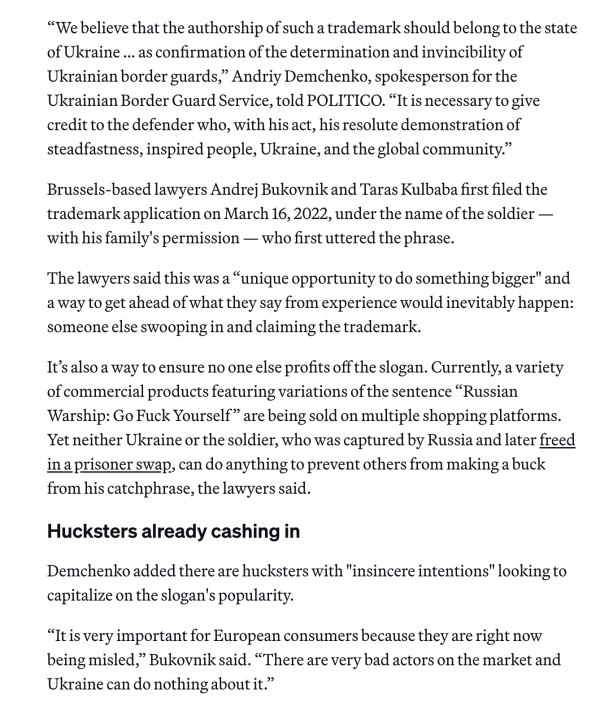 “We believe that the authorship of such a trademark should belong to the state
of Ukraine ... as confirmation of the determination and invincibility of
Ukrainian border guards,” Andriy Demchenko, spokesperson for the
Ukrainian Border Guard Service, told POLITICO. “It is necessary to give
credit to the defender who, with his act, his resolute demonstration of
steadfastness, inspired people, Ukraine, and the global community.”
Brussels-based lawyers Andrej Bukovnik and Taras Kulbaba first filed the
trademark application on March 16, 2022, under the name of the soldier —
with his family's permission — who first uttered the phrase.
The lawyers said this was a “unique opportunity to do something bigger" and
a way to get ahead of what they say from experience would inevitably happen:
someone else swooping in and claiming the trademark.
It’s also a way to ensure no one else profits off the slogan. Currently, a variety
of commercial products featuring variations of the sentence “Russian
Warship: Go Fuck Yourself” are being sold on multiple shopping platforms.
Yet neither Ukraine or the soldier, who was captured by Russia and later freed
in a prisoner swap, can do anything to prevent others from making a buck
from his catchphrase, the lawyers said.
Hucksters already cashing in
Demchenko added there are hucksters with "insincere intentions" looking to
capitalize on the slogan's popularity.
“It is very important for European consumers because they are right now
being misled,” Bukovnik said. “There are very bad actors on the market and
Ukraine can do nothing about it.”